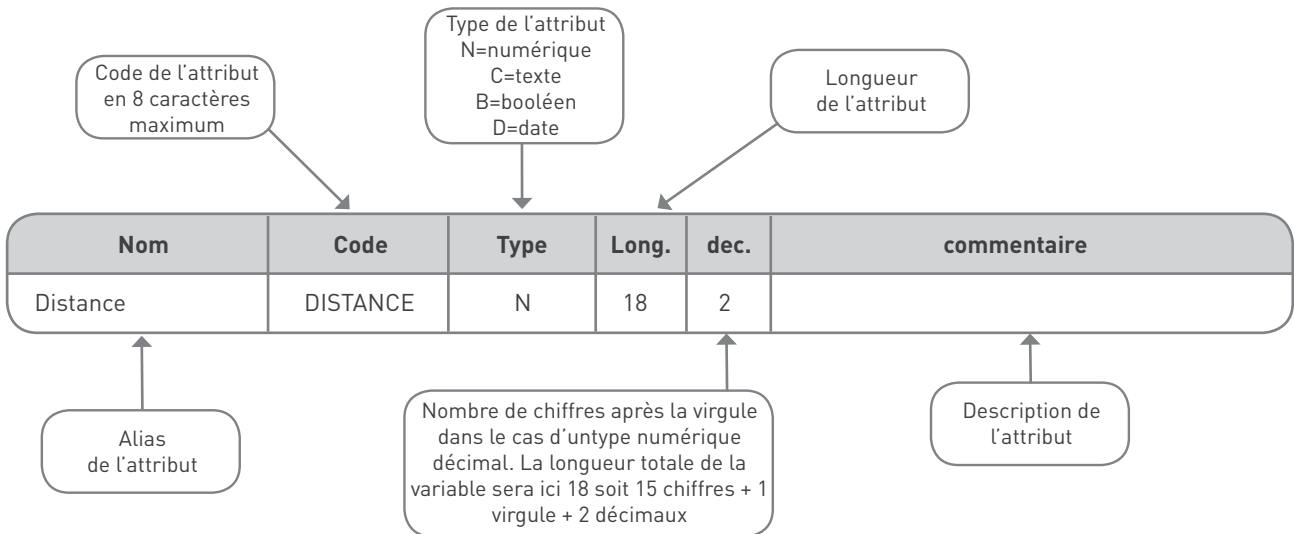 Type de l'attribut
N=numérique
C=texte
B=booléen
D=date
Code de l'attribut
en 8 caractères
maximum
Longueur
de l'attribut
Nom Code Type Long. dec. commentaire
Distance DISTANCE N 18 2
Alias
de l'attribut
Nombre de chiffres après la virgule
dans le cas d'untype numérique
décimal. La longueur totale de la
variable sera ici 18 soit 15 chiffres + 1
virgule + 2 décimaux
Description de
l'attribut